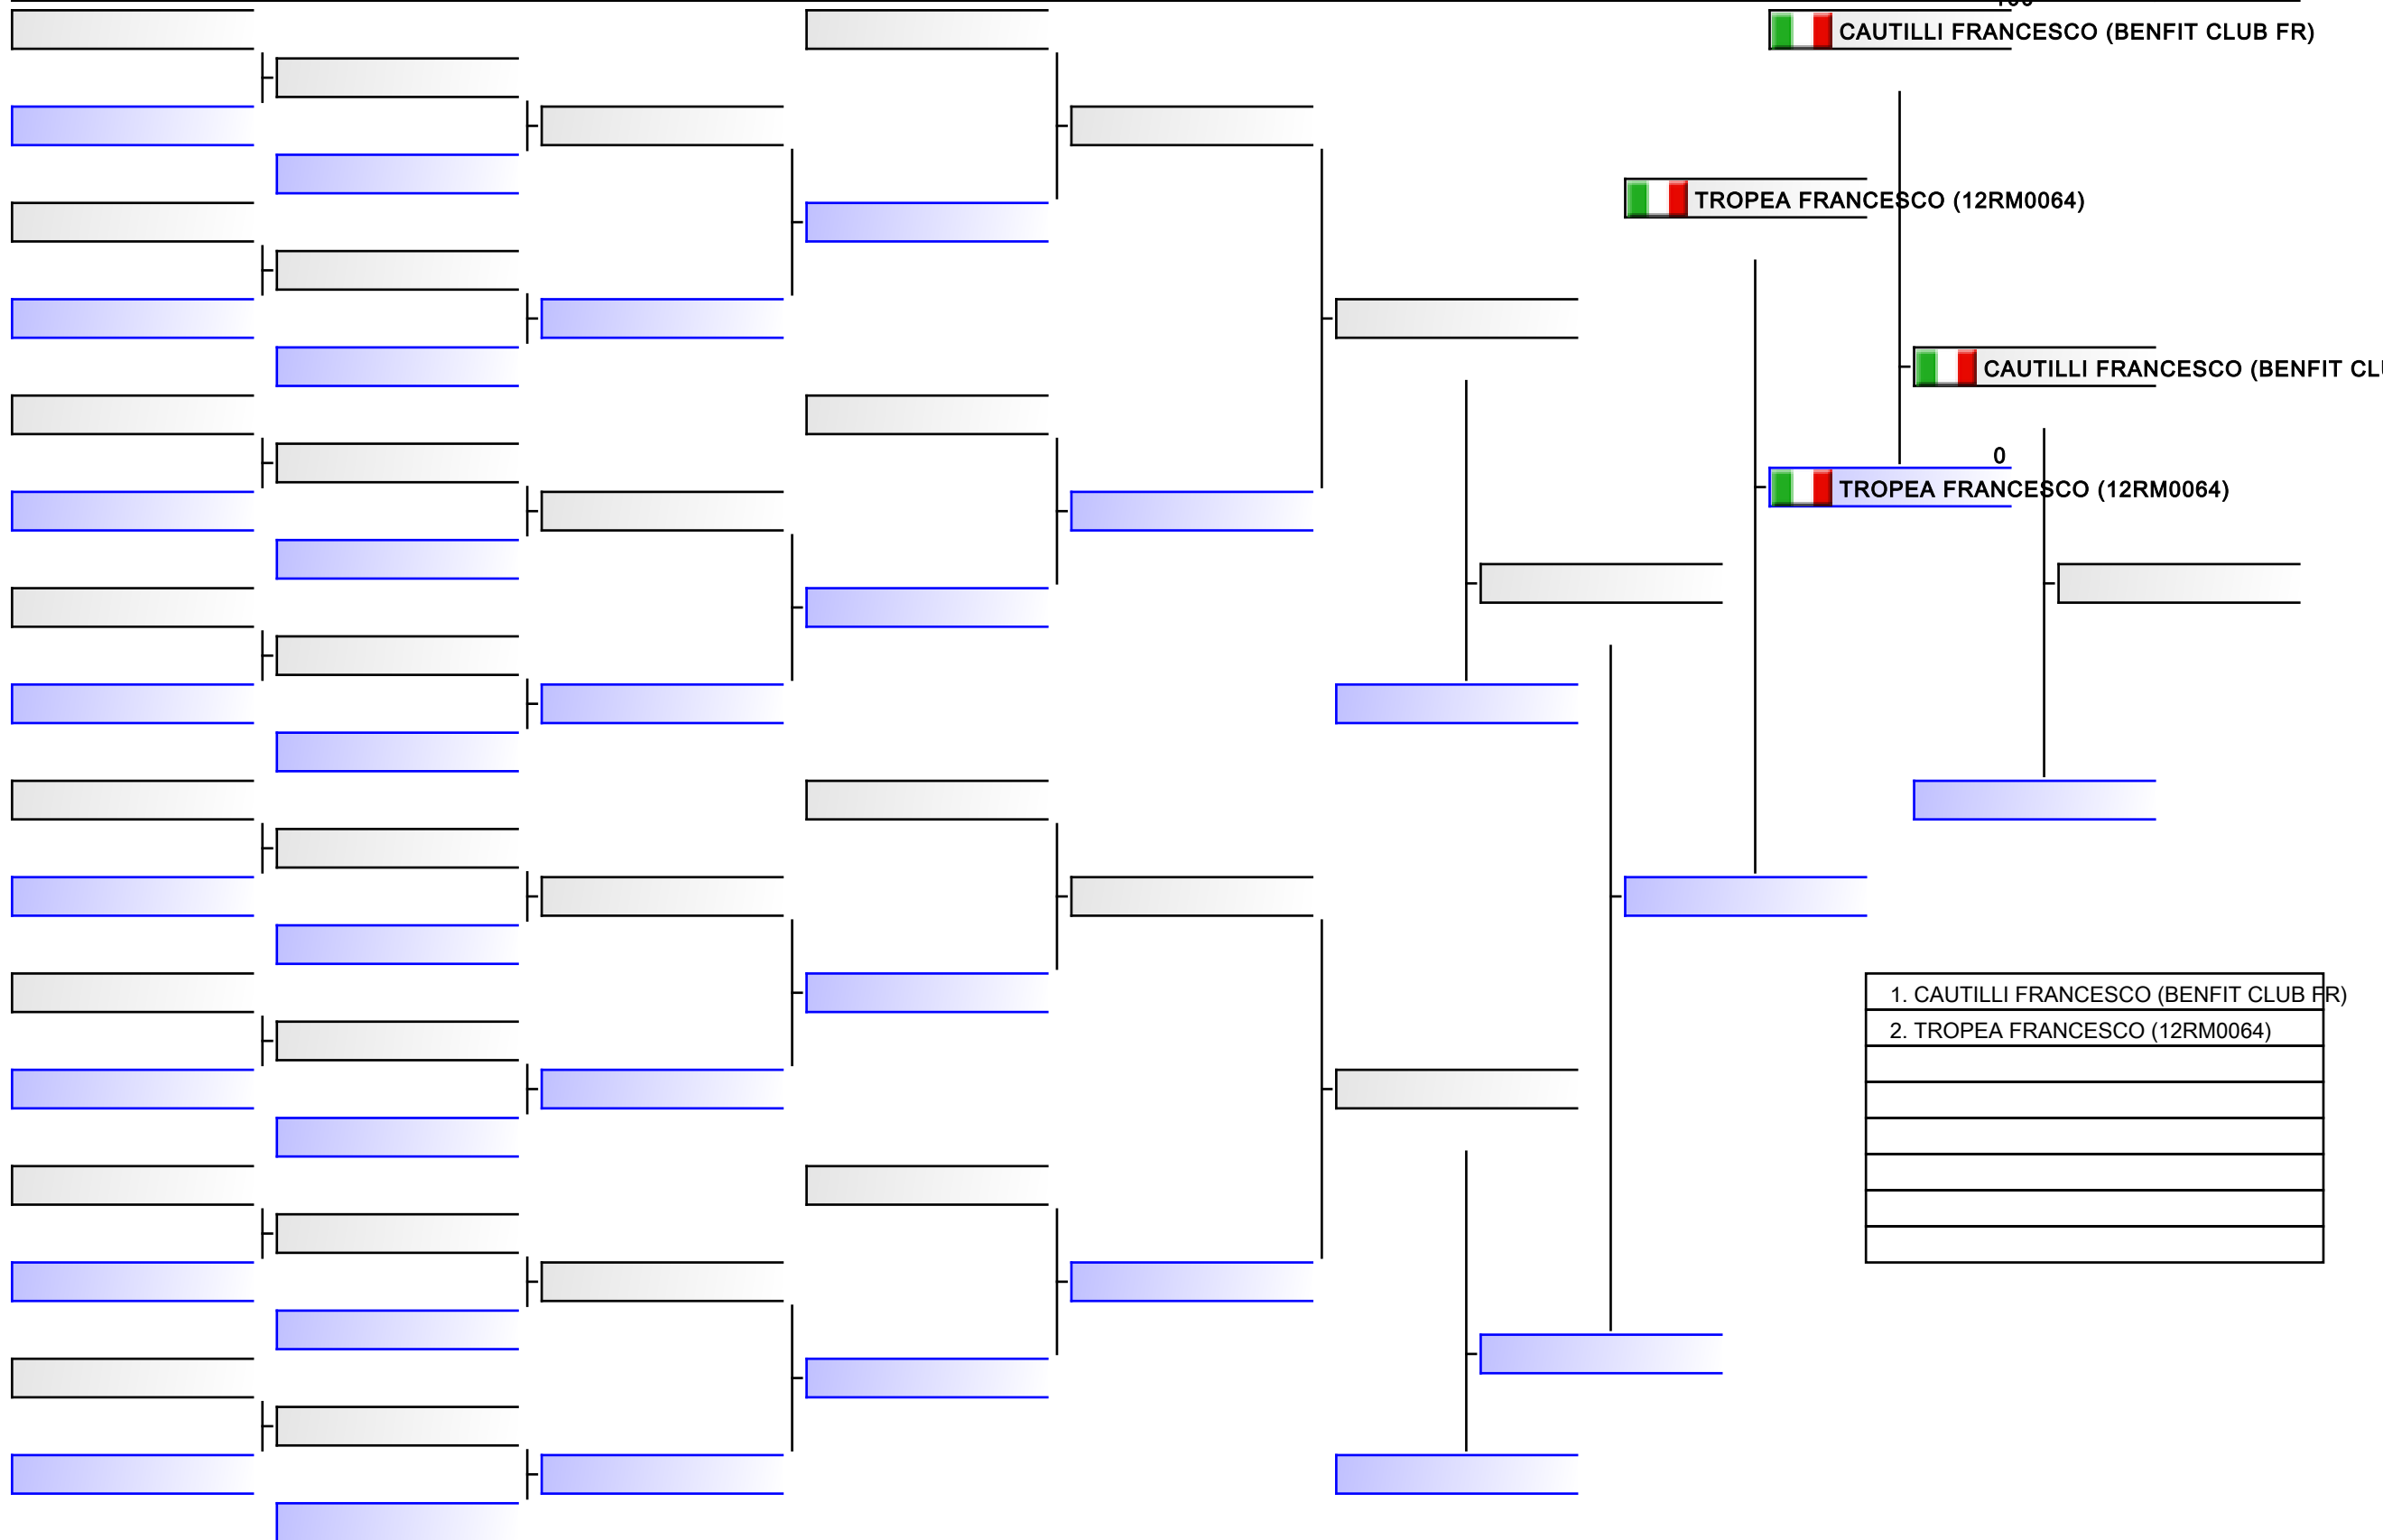 CAUTILLI FRANCESCO (BENFIT CLUB FR)
TROPEA FRANCESCO (12RM0064)
CAUTILLI FRANCESCO (BENFIT
0
TROPEA FRANCESCO (12RM0064)
1. CAUTILLI FRANCESCO (BENFIT CLUB FR)
2. TROPEA FRANCESCO (12RM0064)